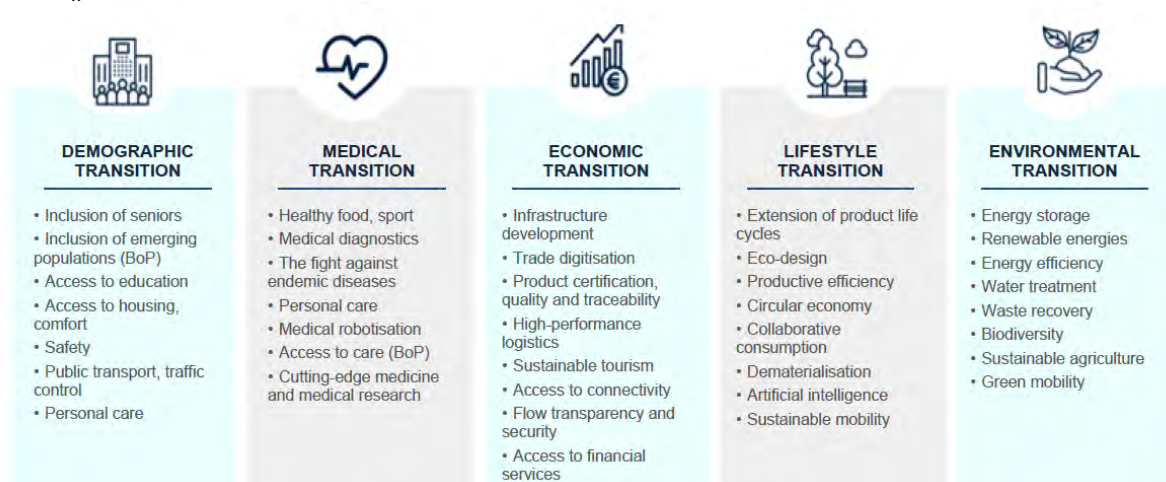 DEMOGRAPHIC
TRANSITION
• Inclusion of seniors
• Inclusion of emerging
populations (BoP)
• Access to education
• Access to housing,
comfort
• Safety
• Public transport, traffic
control
• Personal care
MEDICAL
TRANSITION
• Healthy food, sport
• Medical diagnostics
• The fight against
endemic diseases
• Personal care
• Medical robotisation
• Access to care (BoP)
• Cutting-edge medicine
and medical research
ECONOMIC
TRANSITION
• Infrastructure
development
• Trade digitisation
• Product certification,
quality and traceability
• High-performance
logistics
• Sustainable tourism
• Access to connectivity
• Flow transparency and
security
• Access to financial
services
LIFESTYLE
TRANSITION
• Extension of product life
cycles
• Eco-design
• Productive efficiency
• Circular economy
• Collaborative
consumption
• Dematerialisation
• Artificial intelligence
• Sustainable mobility
ENVIRONMENTAL
TRANSITION
• Energy storage
• Renewable energies
• Energy efficiency
• Water treatment
• Waste recovery
• Biodiversity
• Sustainable agriculture
• Green mobility